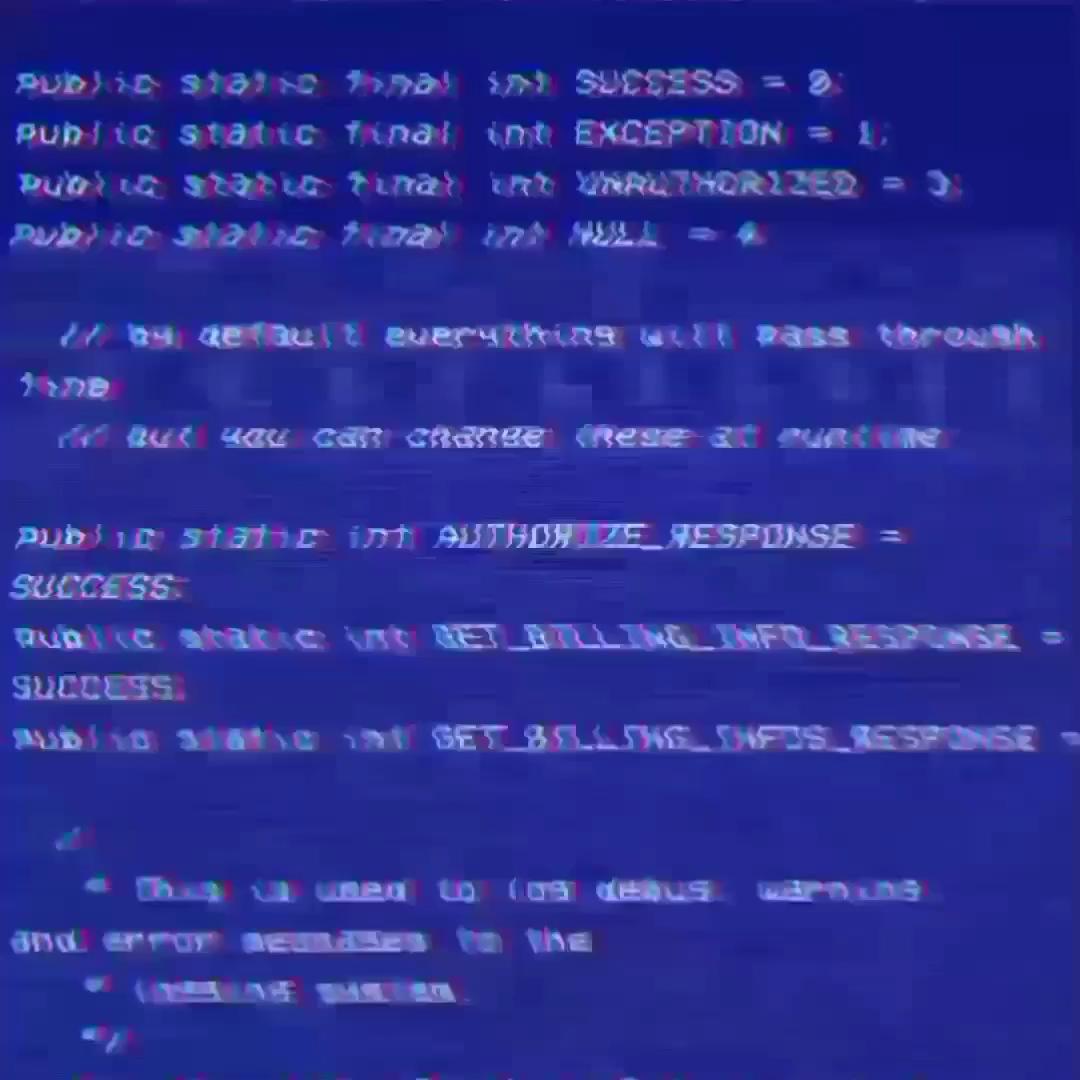 public static final int SUCCESS = 0;
public static final int EXCEPTION = 1;
public static final int UNAUTHORIZED = 3;
public static final int NULL = 4;
// by default everything will pass through
fine
// but you can change these at runtime
public static int AUTHORIZE_RESPONSE =
SUCCESS;
public static int GET_BILLING_INFO_RESPONSE =
SUCCESS;
public static int GET_BILLING_INFOS_RESPONSE =
/*
* This is used to log debug, warning
and error messages to the
* logging system.
*/